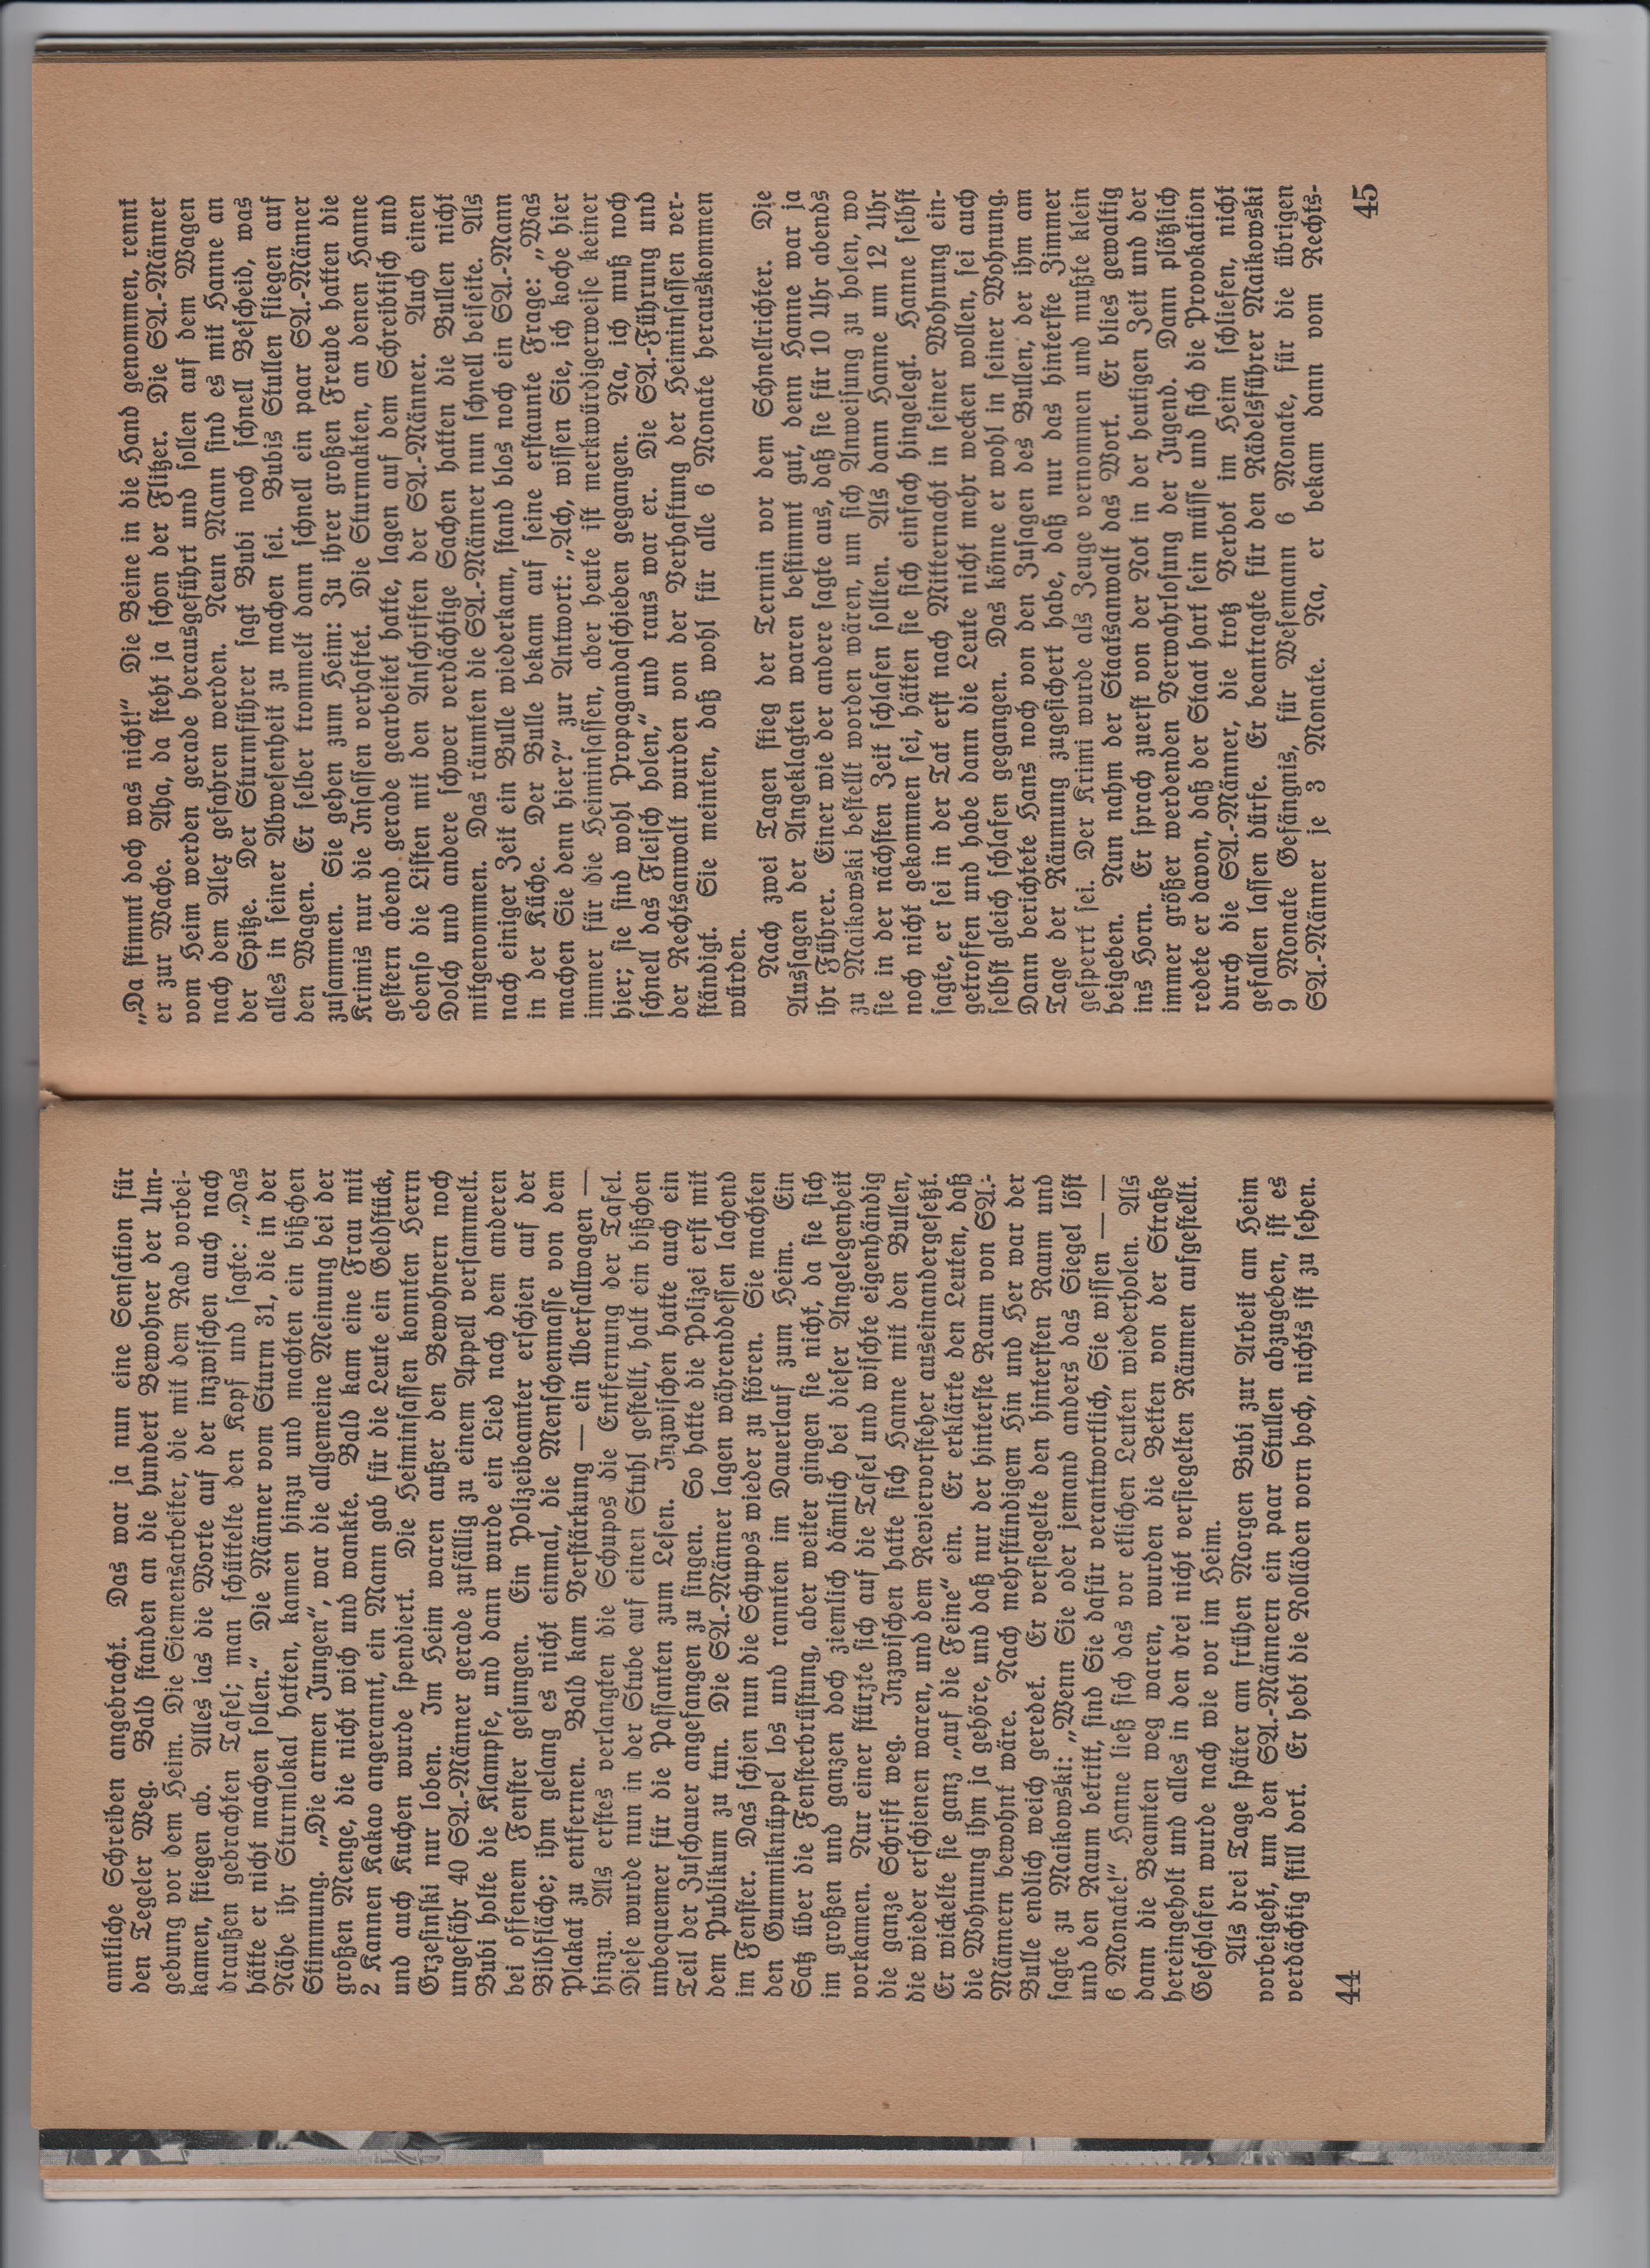 amtliche Schreiben angebracht. Das war ja nun eine Sensation für
den Tegeler Weg. Bald standen an die hundert Bewohner der Um-
gebung vor dem Heim. Die Siemensarbeiter, die mit dem Rad vorbei-
kamen, stiegen ab. Alles las die Worte auf der inzwischen auch nach
draußen gebrachten Tafel; man schüttelte den Kopf und sagte: „Das
hätte er nicht machen sollen.“ Die Männer vom Sturm 31, die in der
Nähe ihr Sturmlokal hatten, kamen hinzu und machten ein bißchen
Stimmung. „Die armen Jungen“, war die allgemeine Meinung bei der
großen Menge, die nicht wich und wankte. Bald kam eine Frau mit
2 Kannen Kakao angerannt, ein Mann gab für die Leute ein Geldstück,
und auch Kuchen wurde spendiert. Die Heiminsassen konnten Herrn
Grzesinski nur loben. Im Heim waren außer den Bewohnern noch
ungefähr 40 SA.-Männer gerade zufällig zu einem Appell versammelt.
Bubi holte die Klampfe, und dann wurde ein Lied nach dem anderen
bei offenem Fenster gesungen. Ein Polizeibeamter erschien auf der
Bildfläche; ihm gelang es nicht einmal, die Menschenmasse von dem
Plakat zu entfernen. Bald kam Verstärkung — ein Überfallwagen —
hinzu. Als erstes verlangten die Schupos die Entfernung der Tafel.
Diese wurde nun in der Stube auf einen Stuhl gestellt, halt ein bißchen
unbequemer für die Passanten zum Lesen. Inzwischen hatte auch ein
Teil der Zuschauer angefangen zu singen. So hatte die Polizei erst mit
dem Publikum zu tun. Die SA.-Männer lagen währenddessen lachend
im Fenster. Das schien nun die Schupos wieder zu stören. Sie machten
den Gummiknüppel los und rannten im Dauerlauf zum Heim. Ein
Satz über die Fensterbrüstung, aber weiter gingen sie nicht, da sie sich
im großen und ganzen doch ziemlich dämlich bei dieser Angelegenheit
vorkamen. Nur einer stürzte sich auf die Tafel und wischte eigenhändig
die ganze Schrift weg. Inzwischen hatte sich Hanne mit den Bullen,
die wieder erschienen waren, und dem Reviervorsteher auseinandergesetzt.
Er wickelte sie ganz „auf die Feine“ ein. Er erklärte den Leuten, daß
die Wohnung ihm ja gehöre, und daß nur der hinterste Raum von SA.-
Männern bewohnt wäre. Nach mehrstündigem Hin und Her war der
Bulle endlich weich geredet. Er versiegelte den hintersten Raum und
sagte zu Maikowski: „Wenn Sie oder jemand anders das Siegel löst
und den Raum betritt, sind Sie dafür verantwortlich, Sie wissen — —
6 Monate!“ Hanne ließ sich das vor etlichen Leuten wiederholen. Als
dann die Beamten weg waren, wurden die Betten von der Straße
hereingeholt und alles in den drei nicht versiegelten Räumen aufgestellt.
Geschlafen wurde nach wie vor im Heim.
Als drei Tage später am frühen Morgen Bubi zur Arbeit am Heim
vorbeigeht, um den SA.-Männern ein paar Stullen abzugeben, ist es
verdächtig still dort. Er hebt die Rolläden vorn hoch, nichts ist zu sehen.
44
„Da stimmt doch was nicht!“ Die Beine in die Hand genommen, rennt
er zur Wache. Aha, da steht ja schon der Flitzer. Die SA.-Männer
vom Heim werden gerade herausgeführt und sollen auf dem Wagen
nach dem Alex gefahren werden. Neun Mann sind es mit Hanne an
der Spitze. Der Sturmführer sagt Bubi noch schnell Bescheid, was
alles in seiner Abwesenheit zu machen sei. Bubis Stullen fliegen auf
den Wagen. Er selber trommelt dann schnell ein paar SA.-Männer
zusammen. Sie gehen zum Heim: Zu ihrer großen Freude hatten die
Krimis nur die Insassen verhaftet. Die Sturmakten, an denen Hanne
gestern abend gerade gearbeitet hatte, lagen auf dem Schreibtisch und
ebenso die Listen mit den Anschriften der SA.-Männer. Auch einen
Dolch und andere schwer verdächtige Sachen hatten die Bullen nicht
mitgenommen. Das räumten die SA.-Männer nun schnell beiseite. Als
nach einiger Zeit ein Bulle wiederkam, stand blos noch ein SA.-Mann
in der Küche. Der Bulle bekam auf seine erstaunte Frage: „Was
machen Sie denn hier?“ zur Antwort: „Ach, wissen Sie, ich koche hier
immer für die Heiminsassen, aber heute ist merkwürdigerweise keiner
hier; sie sind wohl Propagandaschieben gegangen. Na, ich muß noch
schnell das Fleisch holen,“ und raus war er. Die SA.-Führung und
der Rechtsanwalt wurden von der Verhaftung der Heiminsassen ver-
ständigt. Sie meinten, daß wohl für alle 6 Monate herauskommen
würden.
Nach zwei Tagen stieg der Termin vor dem Schnellrichter. Die
Aussagen der Angeklagten waren bestimmt gut, denn Hanne war ja
ihr Führer. Einer wie der andere sagte aus, daß sie für 10 Uhr abends
zu Maikowski bestellt worden wären, um sich Anweisung zu holen, wo
sie in der nächsten Zeit schlafen sollten. Als dann Hanne um 12 Uhr
noch nicht gekommen sei, hätten sie sich einfach hingelegt. Hanne selbst
sagte, er sei in der Tat erst nach Mitternacht in seiner Wohnung ein-
getroffen und habe dann die Leute nicht mehr wecken wollen, sei auch
selbst gleich schlafen gegangen. Das könne er wohl in seiner Wohnung.
Dann berichtete Hans noch von den Zusagen des Bullen, der ihm am
Tage der Räumung zugesichert habe, daß nur das hinterste Zimmer
gesperrt sei. Der Krimi wurde als Zeuge vernommen und mußte klein
beigeben. Nun nahm der Staatsanwalt das Wort. Er blies gewaltig
ins Horn. Er sprach zuerst von der Not in der heutigen Zeit und der
immer größer werdenden Verwahrlosung der Jugend. Dann plötzlich
redete er davon, daß der Staat hart sein müsse und sich die Provokation
durch die SA.-Männer, die trotz Verbot im Heim schliefen, nicht
gefallen lassen dürfe. Er beantragte für den Rädelsführer Maikowski
9 Monate Gefängnis, für Wesemann 6 Monate, für die übrigen
SA.-Männer je 3 Monate. Na, er bekam dann vom Rechts-
45